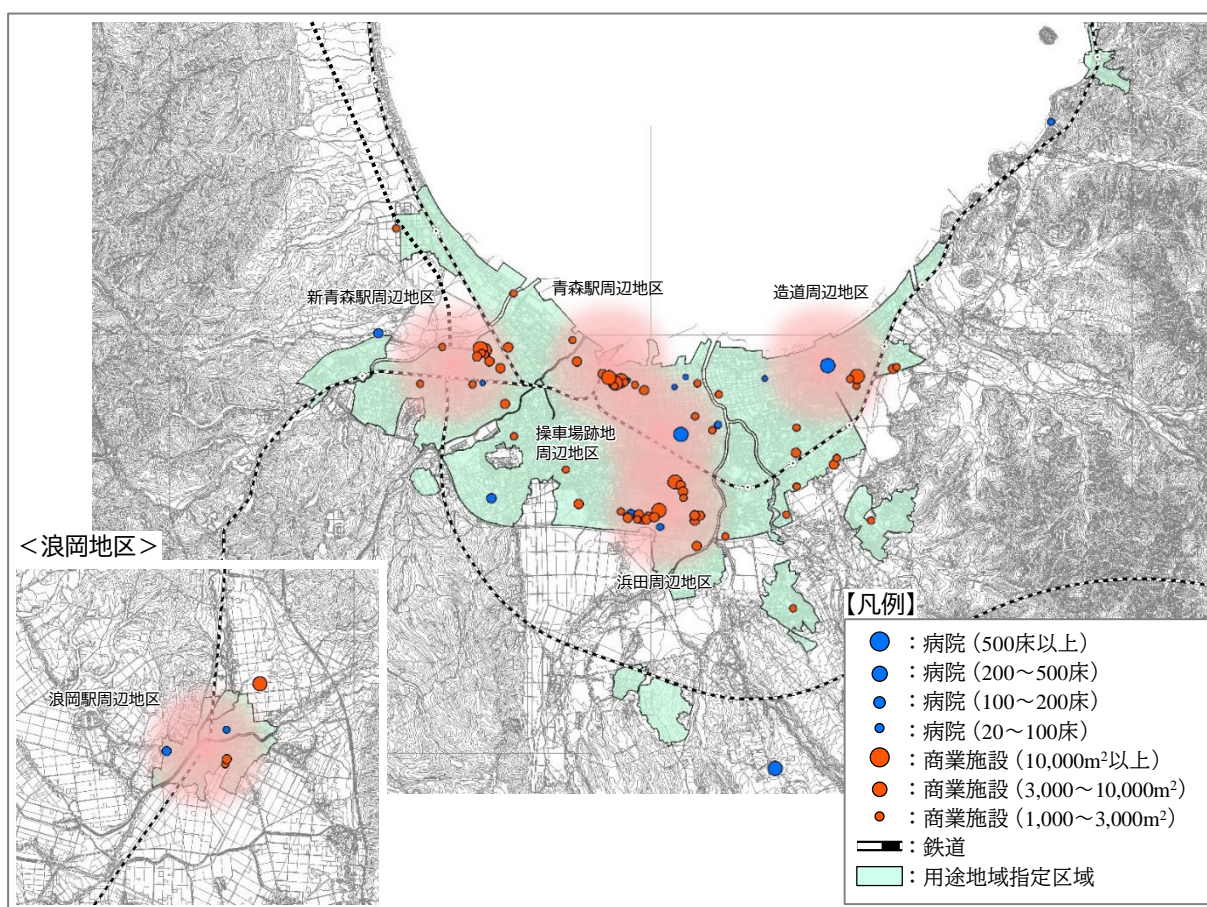 新青森駅周辺地区
青森駅周辺地区
造道周辺地区
操車場跡地
周辺地区
浜田周辺地区
＜浪岡地区＞
浪岡駅周辺地区
【凡例】
：病院（500床以上）
：病院（200～500床）
：病院（100～200床）
：病院（20～100床）
：商業施設（10,000m²以上）
：商業施設（3,000～10,000m²）
：商業施設（1,000～3,000m²）
：鉄道
：用途地域指定区域